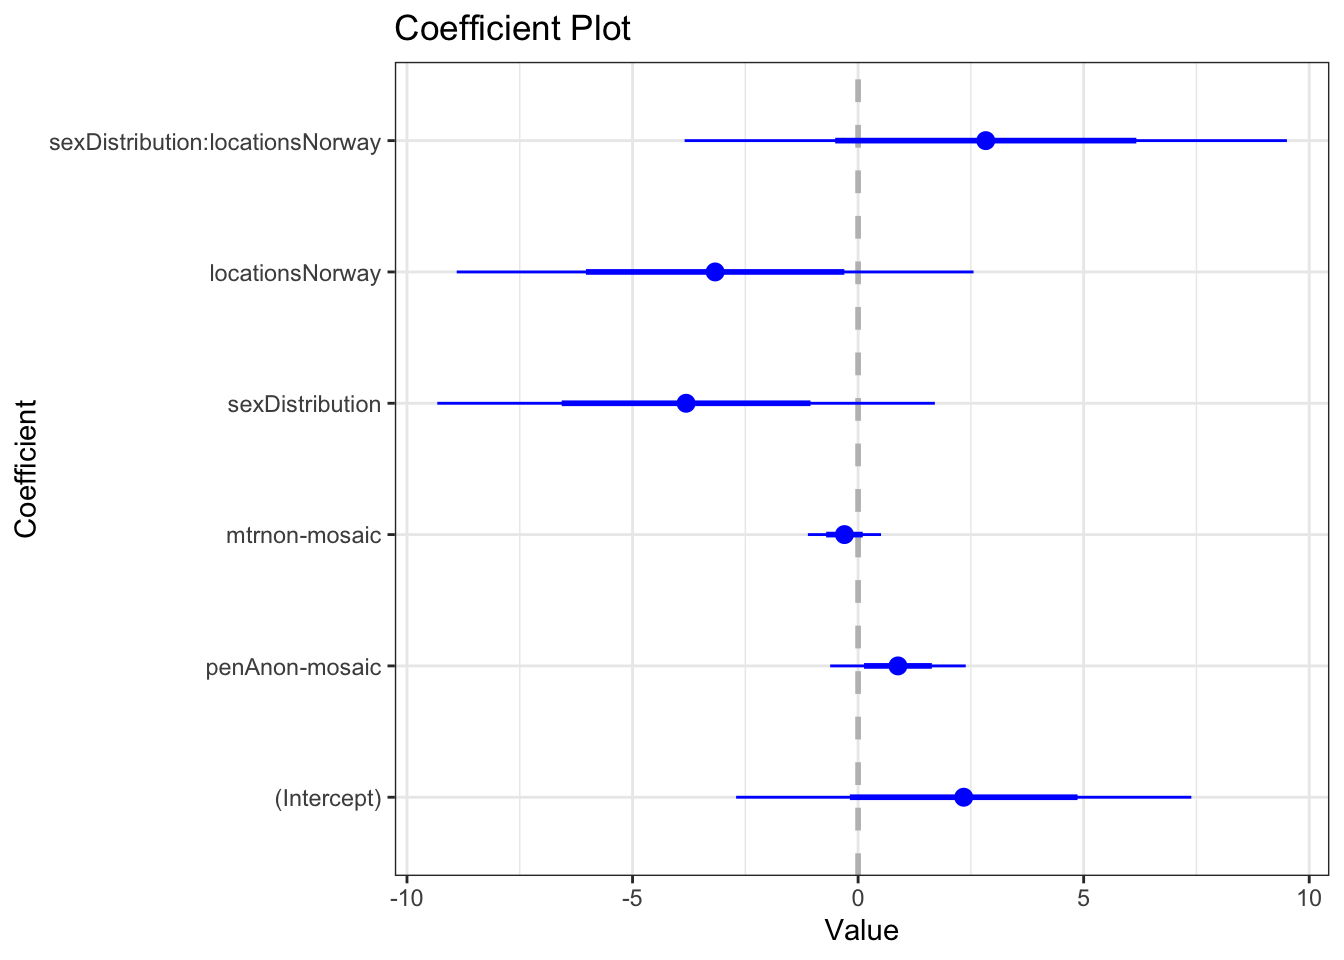 Coefficient Plot
sexDistribution:locationsNorway
locationsNorway
sexDistribution
mtrnon-mosaic
penAnon-mosaic
(Intercept)
Coefficient
-10 -5 0 5 10
Value